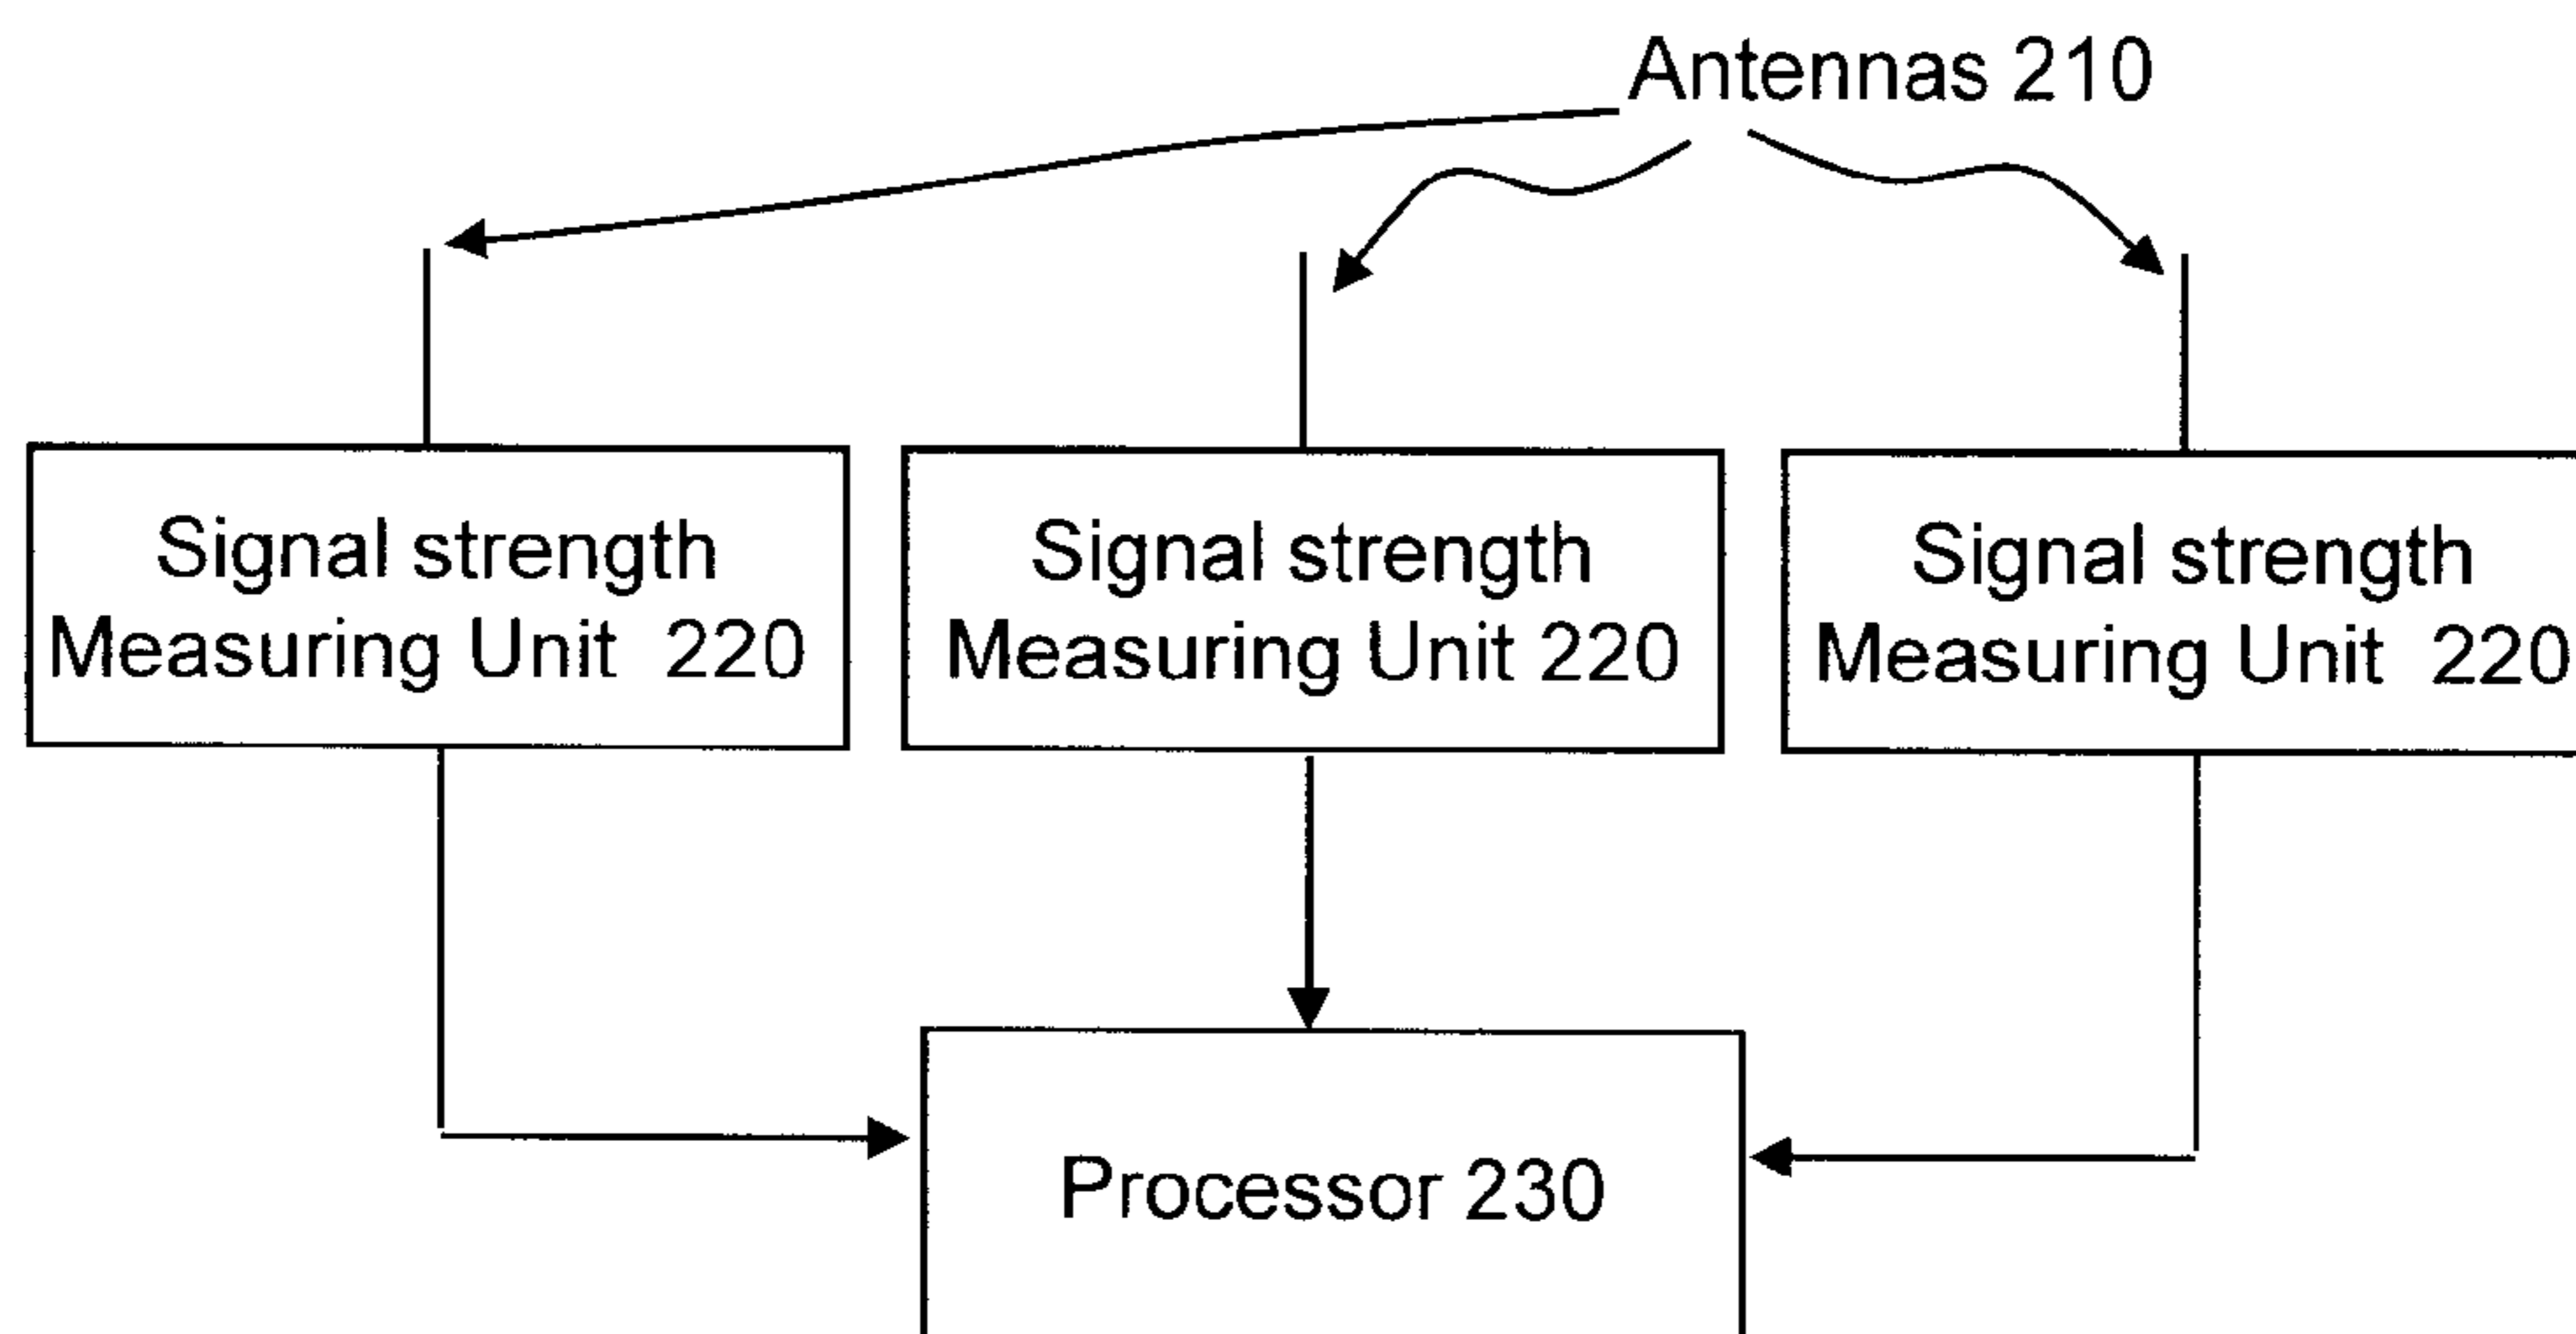 Antennas 210
Signal strength
Measuring Unit 220
Signal strength
Measuring Unit 220
Signal strength
Measuring Unit 220
Processor 230